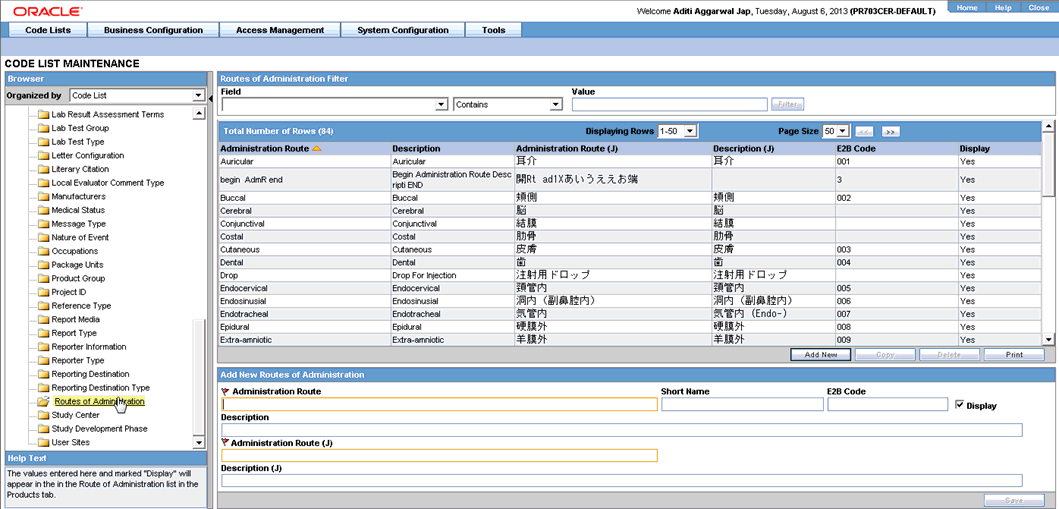 ORACLE
Welcome Aditi Aggarwal Jap, Tuesday, August 6, 2013 (PR703CER-DEFAULT)
Home Help Close
Code Lists Business Configuration Access Management System Configuration Tools
CODE LIST MAINTENANCE
Browser
Organized by Code List
Lab Result Assessment Terms
Lab Test Group
Lab Test Type
Letter Configuration
Literary Citation
Local Evaluator Comment Type
Manufacturers
Medical Status
Message Type
Nature of Event
Occupations
Package Units
Product Group
Project ID
Reference Type
Report Media
Report Type
Reporter Information
Reporter Type
Reporting Destination
Reporting Destination Type
Routes of Administration
Study Center
Study Development Phase
User Sites
Help Text
The values entered here and marked "Display" will
appear in the in the Route of Administration list in the
Products tab.
Routes of Administration Filter
Field Value
Contains Filter
Total Number of Rows (84) Displaying Rows 1-50 Page Size 50 << >>
Administration Route Description Administration Route (J) Description (J) E2B Code Display
Auricular Auricular 耳介 耳介 001 Yes
begin AdmR end Begin Administration Route Desc
ripti END 開Rt ad1Xあいうええお端 3 Yes
Buccal Buccal 頬側 頬側 002 Yes
Cerebral Cerebral 脳 脳 Yes
Conjunctival Conjunctival 結膜 結膜 Yes
Costal Costal 肋骨 肋骨 Yes
Cutaneous Cutaneous 皮膚 皮膚 003 Yes
Dental Dental 歯 歯 004 Yes
Drop Drop For Injection 注射用ドロップ 注射用ドロップ Yes
Endocervical Endocervical 頸管内 頸管内 005 Yes
Endosinusial Endosinusial 洞内（副鼻腔内） 洞内（副鼻腔内） 006 Yes
Endotracheal Endotracheal 気管内 気管内 (Endo-) 007 Yes
Epidural Epidural 硬膜外 硬膜外 008 Yes
Extra-amniotic Extra-amniotic 羊膜外 羊膜外 009 Yes
Add New Copy Delete Print
Add New Routes of Administration
Administration Route Short Name E2B Code
Display
Description
Administration Route (J)
Description (J)
Save